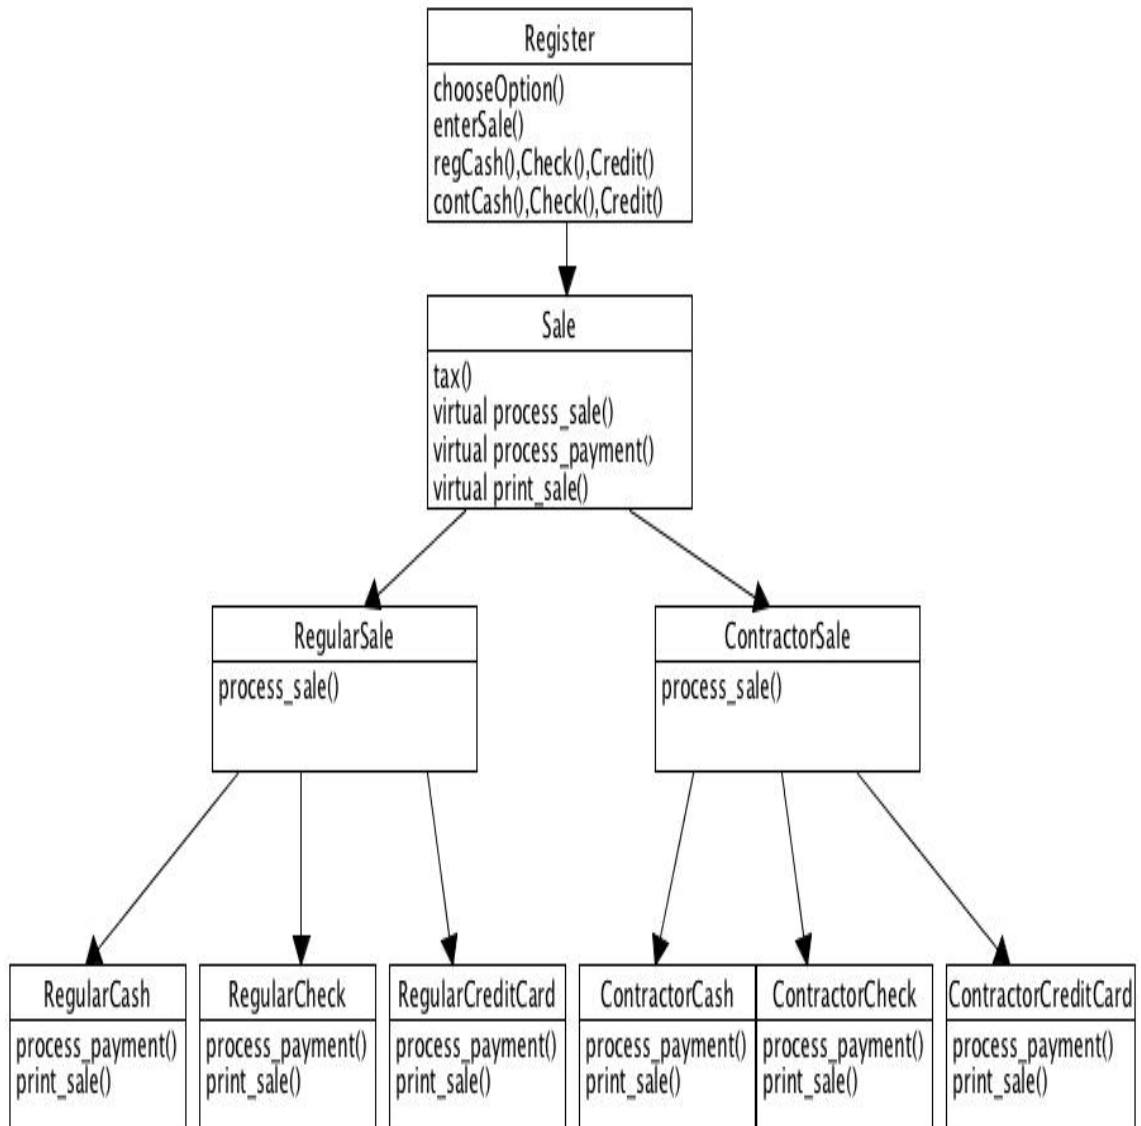 Register
chooseOption()
enterSale()
regCash(),Check(),Credit()
contCash(),Check(),Credit()
Sale
tax()
virtual process_sale()
virtual process_payment()
virtual print_sale()
RegularSale
process_sale()
ContractorSale
process_sale()
RegularCash
process_payment()
print_sale()
RegularCheck
process_payment()
print_sale()
RegularCreditCard
process_payment()
print_sale()
ContractorCash
process_payment()
print_sale()
ContractorCheck
process_payment()
print_sale()
ContractorCreditCard
process_payment()
print_sale()